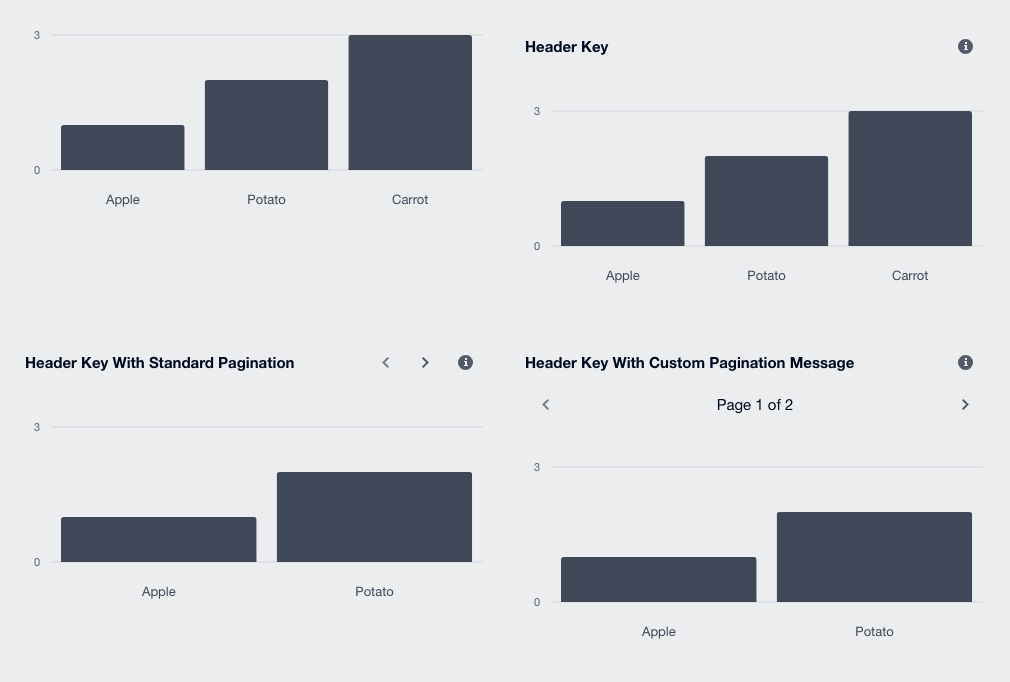 3
0
Apple Potato Carrot
Header Key
3
0
Apple Potato Carrot
Header Key With Standard Pagination
3
0
Apple Potato
Header Key With Custom Pagination Message
Page 1 of 2
3
0
Apple Potato